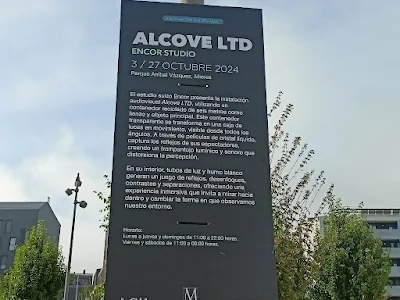 ALCOVE LTD
ENCOR STUDIO
3 / 27 OCTUBRE 2024
Parque Aníbal Vázquez, Mieres
El estudio suizo Encor presenta la instalación
audiovisual Alcove LTD, utilizando un
contenedor reciclado de seis metros como
lienzo y objeto principal. Este contenedor
transparente se transforma en una caja de
luces en movimiento, visible desde todos los
ángulos. A través de películas de cristal líquido,
captura los reflejos de sus espectadores,
creando un trampantojo lumínico y sonoro que
distorsiona la percepción.
En su interior, tubos de luz y humo blanco
generan un juego de reflejos, desenfoques,
contrastes y separaciones, ofreciendo una
experiencia inmersiva que invita a mirar hacia
dentro y cambiar la forma en que observamos
nuestro entorno.
Horario:
Lunes a jueves y domingos de 11:00 a
Viernes y sábados de 11:00 a 00:00 horas.
M